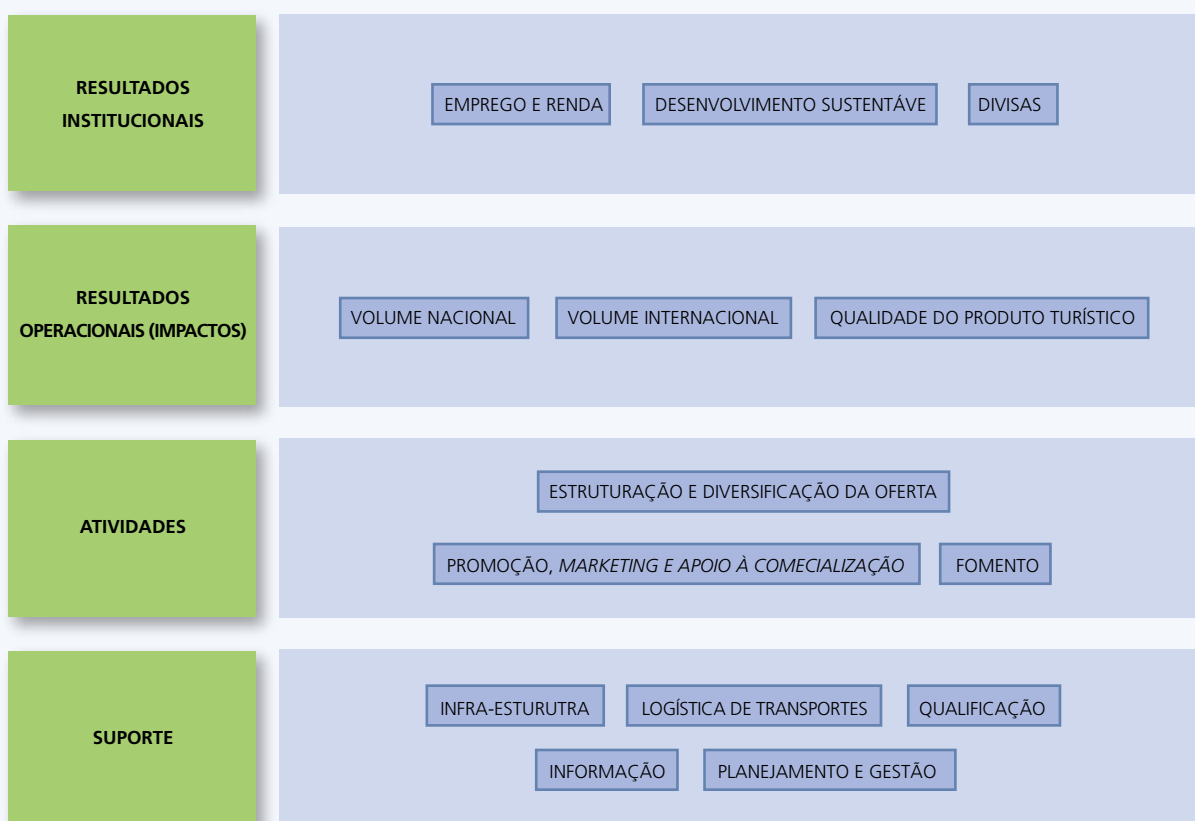 RESULTADOS
INSTITUCIONAIS
EMPREGO E RENDA
DESENVOLVIMENTO SUSTENTÁVE
DIVISAS
RESULTADOS
OPERACIONAIS (IMPACTOS)
VOLUME NACIONAL
VOLUME INTERNACIONAL
QUALIDADE DO PRODUTO TURÍSTICO
ATIVIDADES
ESTRUTURAÇÃO E DIVERSIFICAÇÃO DA OFERTA
PROMOÇÃO, MARKETING E APOIO À COMECIALIZAÇÃO
FOMENTO
SUPORTE
INFRA-ESTURUTRA
LOGÍSTICA DE TRANSPORTES
QUALIFICAÇÃO
INFORMAÇÃO
PLANEJAMENTO E GESTÃO